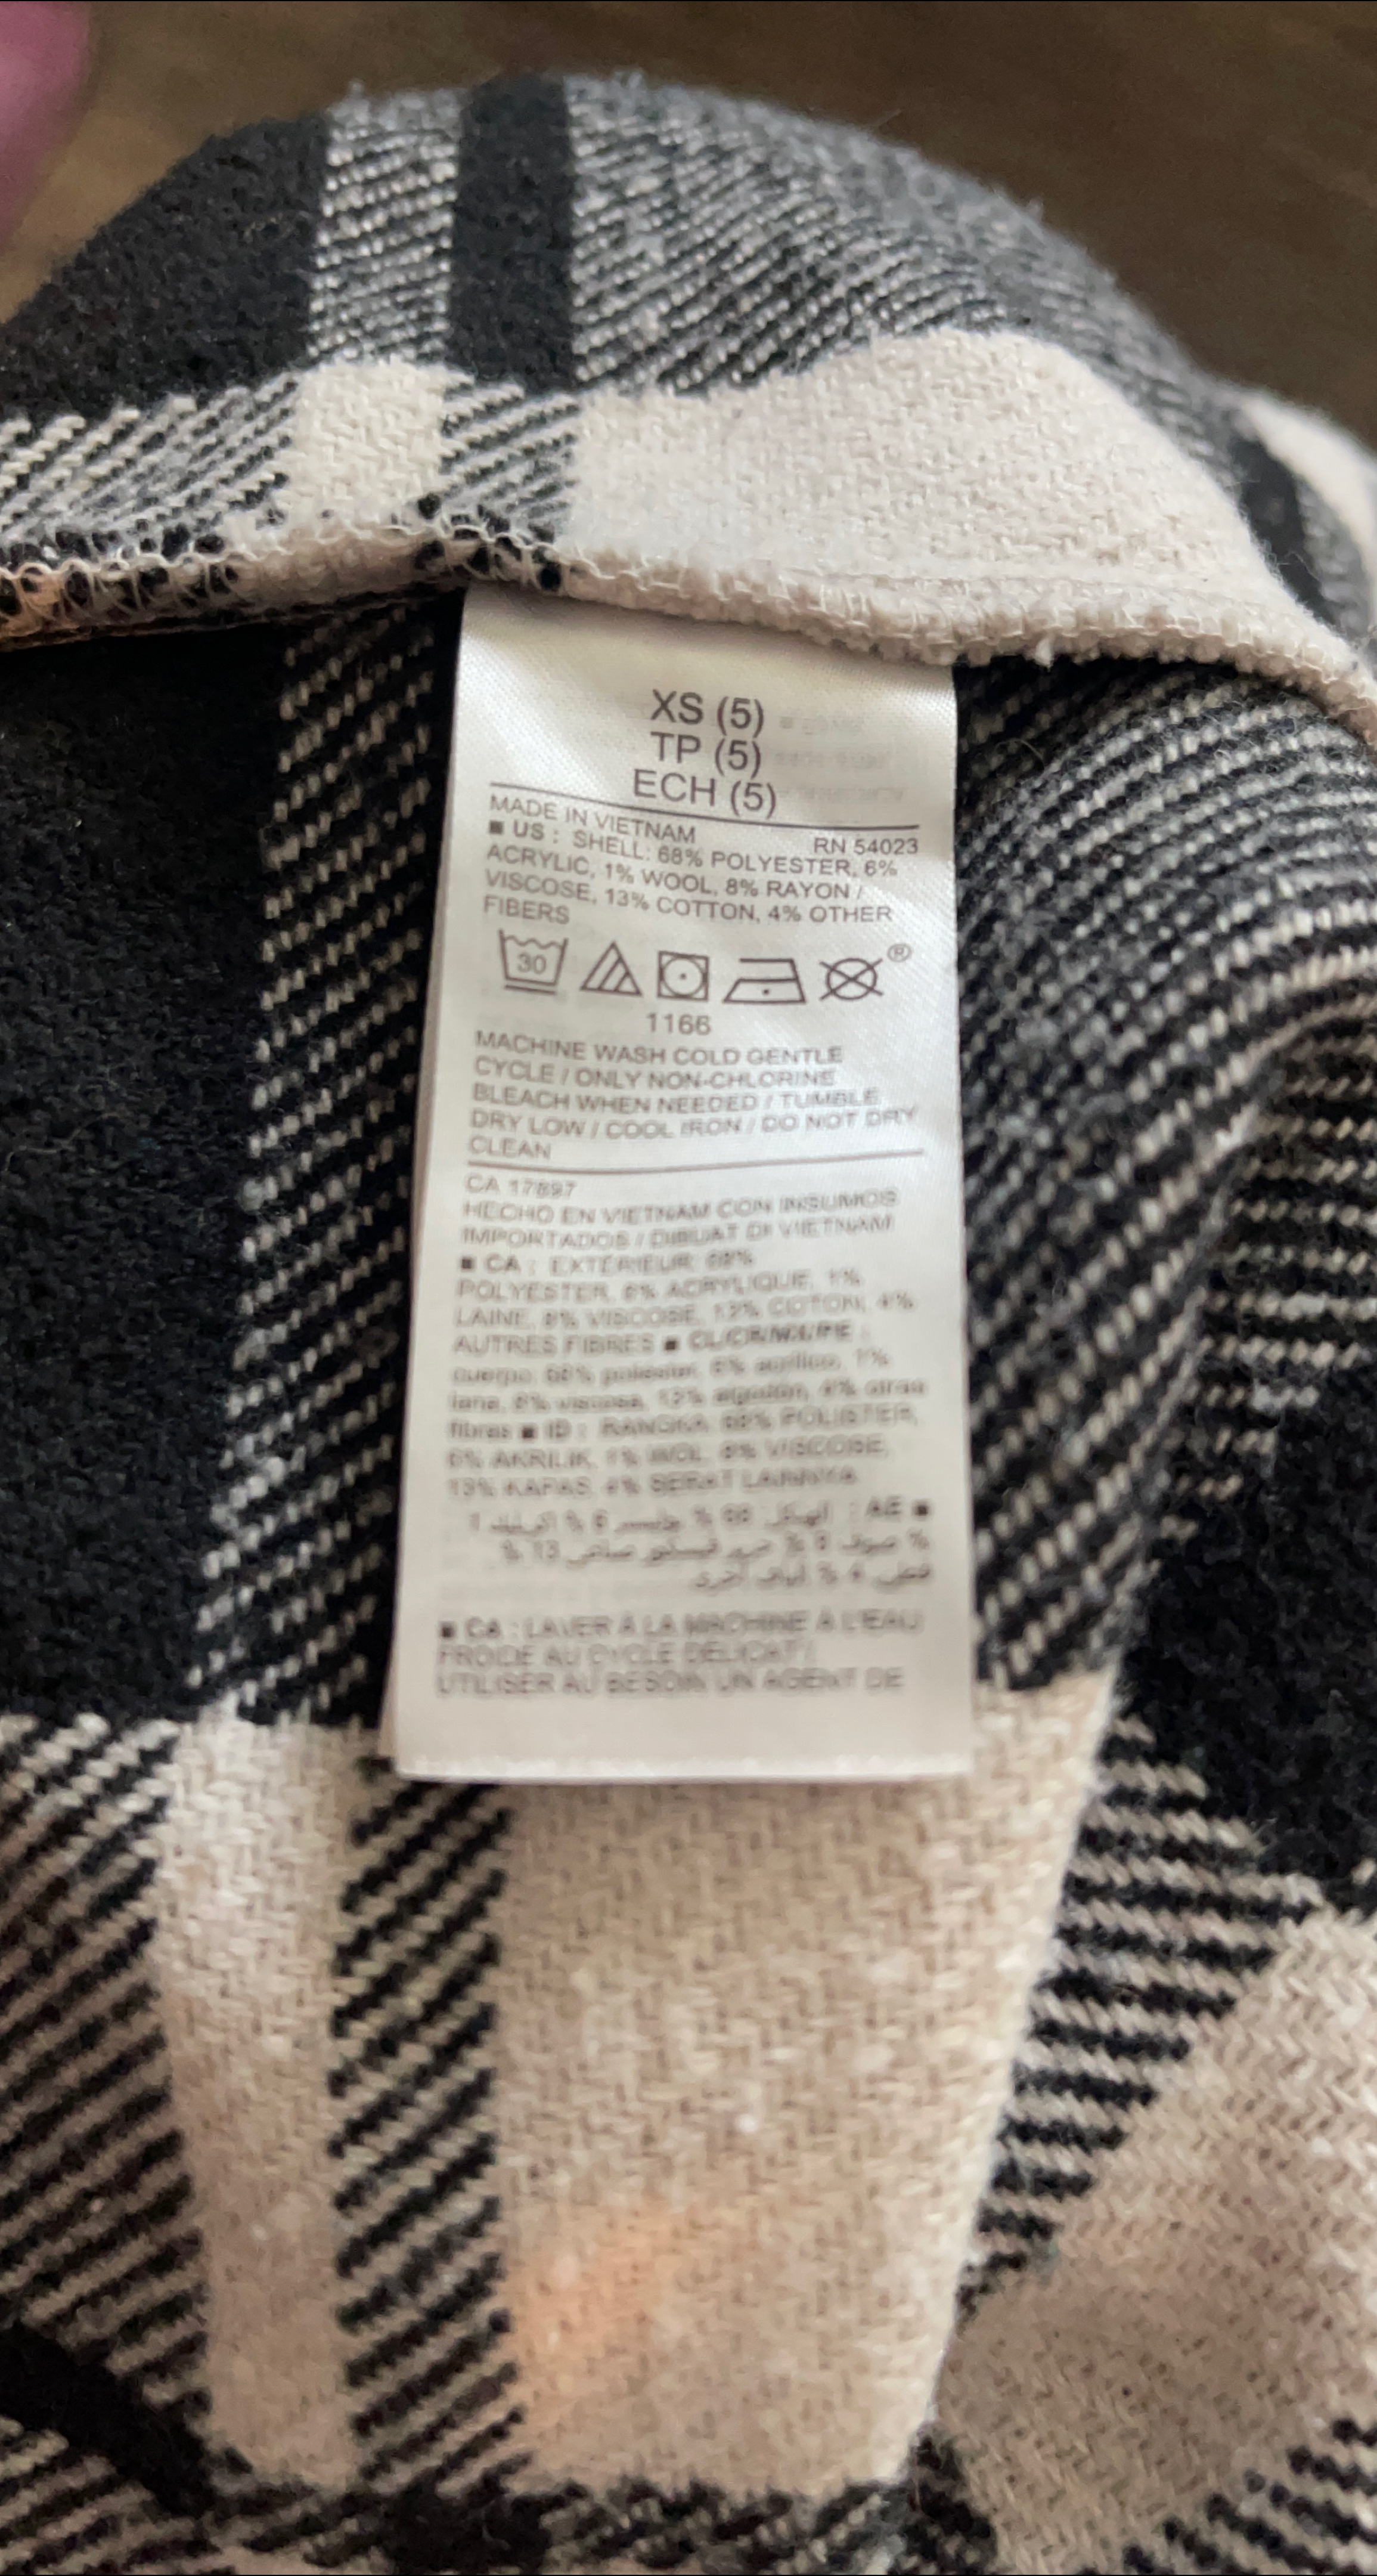 XS (5)
TP (5)
ECH (5)
MADE IN VIETNAM RN 54023
■ US : SHELL: 68% POLYESTER, 6%
ACRYLIC, 1% WOOL, 8% RAYON /
VISCOSE, 13% COTTON, 4% OTHER
FIBERS
30
®
1166
MACHINE WASH COLD GENTLE
CYCLE / ONLY NON-CHLORINE
BLEACH WHEN NEEDED / TUMBLE
DRY LOW / COOL IRON / DO NOT DRY
CLEAN
CA 17897
HECHO EN VIETNAM CON INSUMOS
IMPORTADOS / DIBUAT DI VIETNAM
■ CA : EXTÉRIEUR: 68%
POLYESTER, 6% ACRYLIQUE, 1%
LAINE, 8% VISCOSE, 13% COTON, 4%
AUTRES FIBRES ■
cuerpo: 68% poliéster, 6% acrílico, 1%
lana, 8% viscosa, 13% algodón, 4% otras
fibras ■ ID : RANGKA: 68% POLIESTER,
6% AKRILIK, 1% WOL, 8% VISCOSE,
13% KAPAS, 4% SERAT LAINNYA
■ AE :
■ CA : LAVER À LA MACHINE À L'EAU
FROIDE AU CYCLE DÉLICAT /
UTILISER AU BESOIN UN AGENT DE